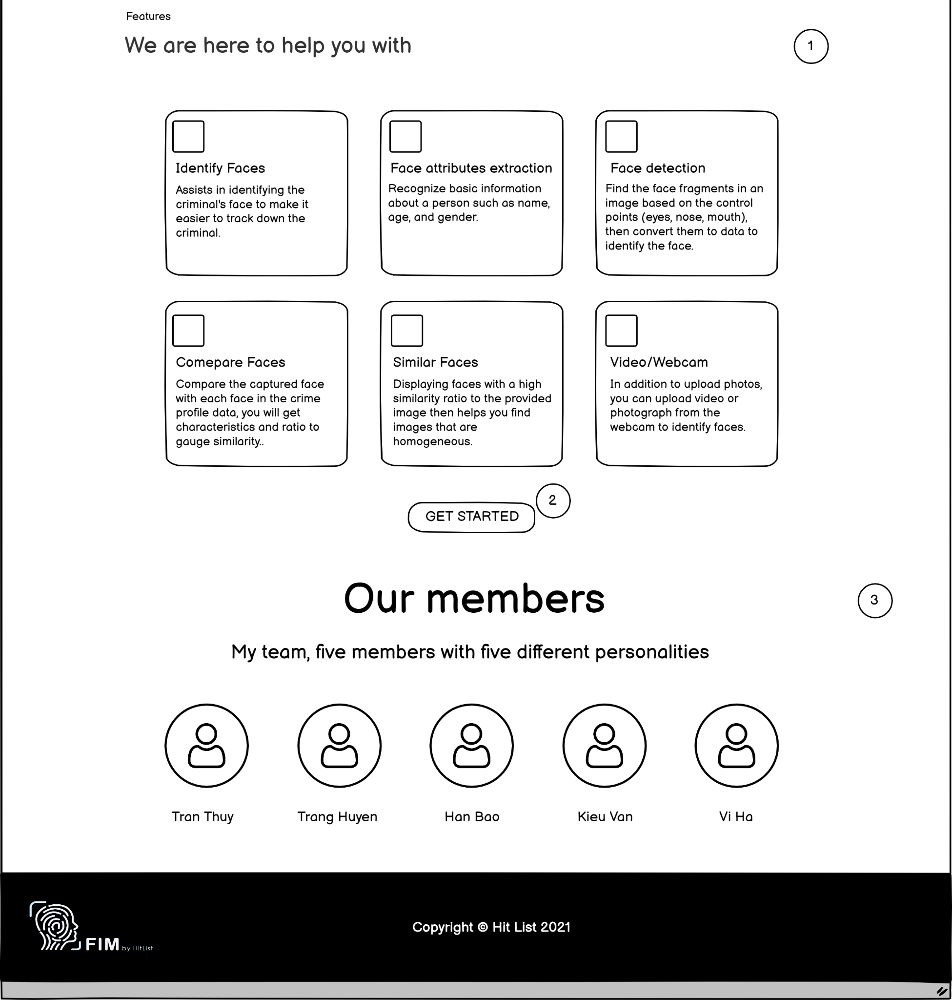 Features
We are here to help you with
1
Identify Faces
Assists in identifying the
criminal's face to make it
easier to track down the
criminal.
Face attributes extraction
Recognize basic information
about a person such as name,
age, and gender.
Face detection
Find the face fragments in an
image based on the control
points (eyes, nose, mouth),
then convert them to data to
identify the face.
Comepare Faces
Compare the captured face
with each face in the crime
profile data, you will get
characteristics and ratio to
gauge similarity..
Similar Faces
Displaying faces with a high
similarity ratio to the provided
image then helps you find
images that are
homogeneous.
Video/Webcam
In addition to upload photos,
you can upload video or
photograph from the
webcam to identify faces.
2
GET STARTED
Our members
3
My team, five members with five different personalities
Tran Thuy
Trang Huyen
Han Bao
Kieu Van
Vi Ha
Copyright © Hit List 2021
FIM by HitList